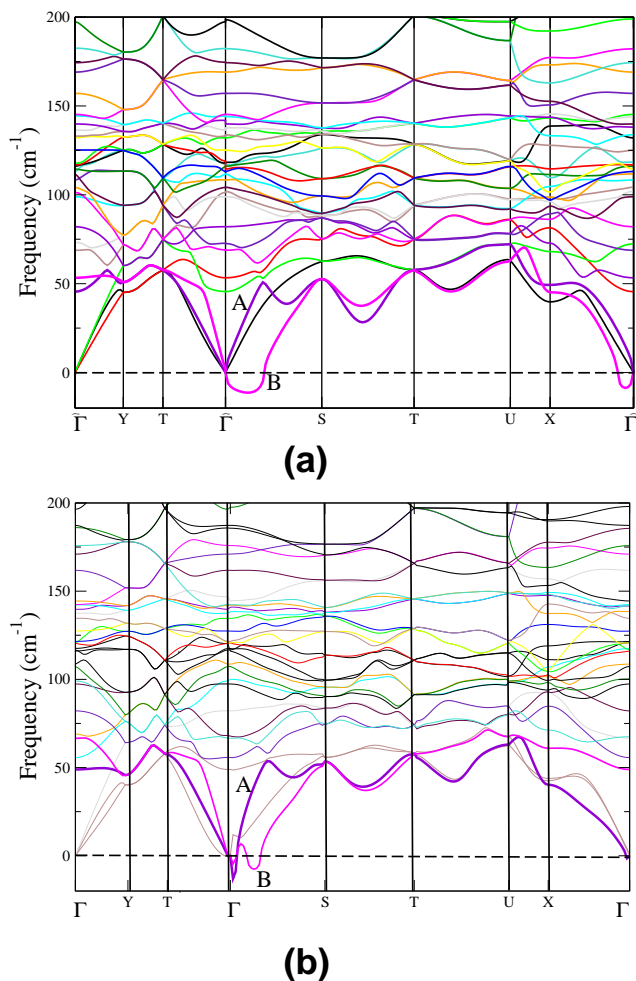 200
150
100
50
0
Frequency (cm⁻¹)
A
B
Γ̃ Y T Γ̃ S T U X Γ̃
(a)
200
150
100
50
0
Frequency (cm⁻¹)
A
B
Γ Y T Γ S T U X Γ
(b)